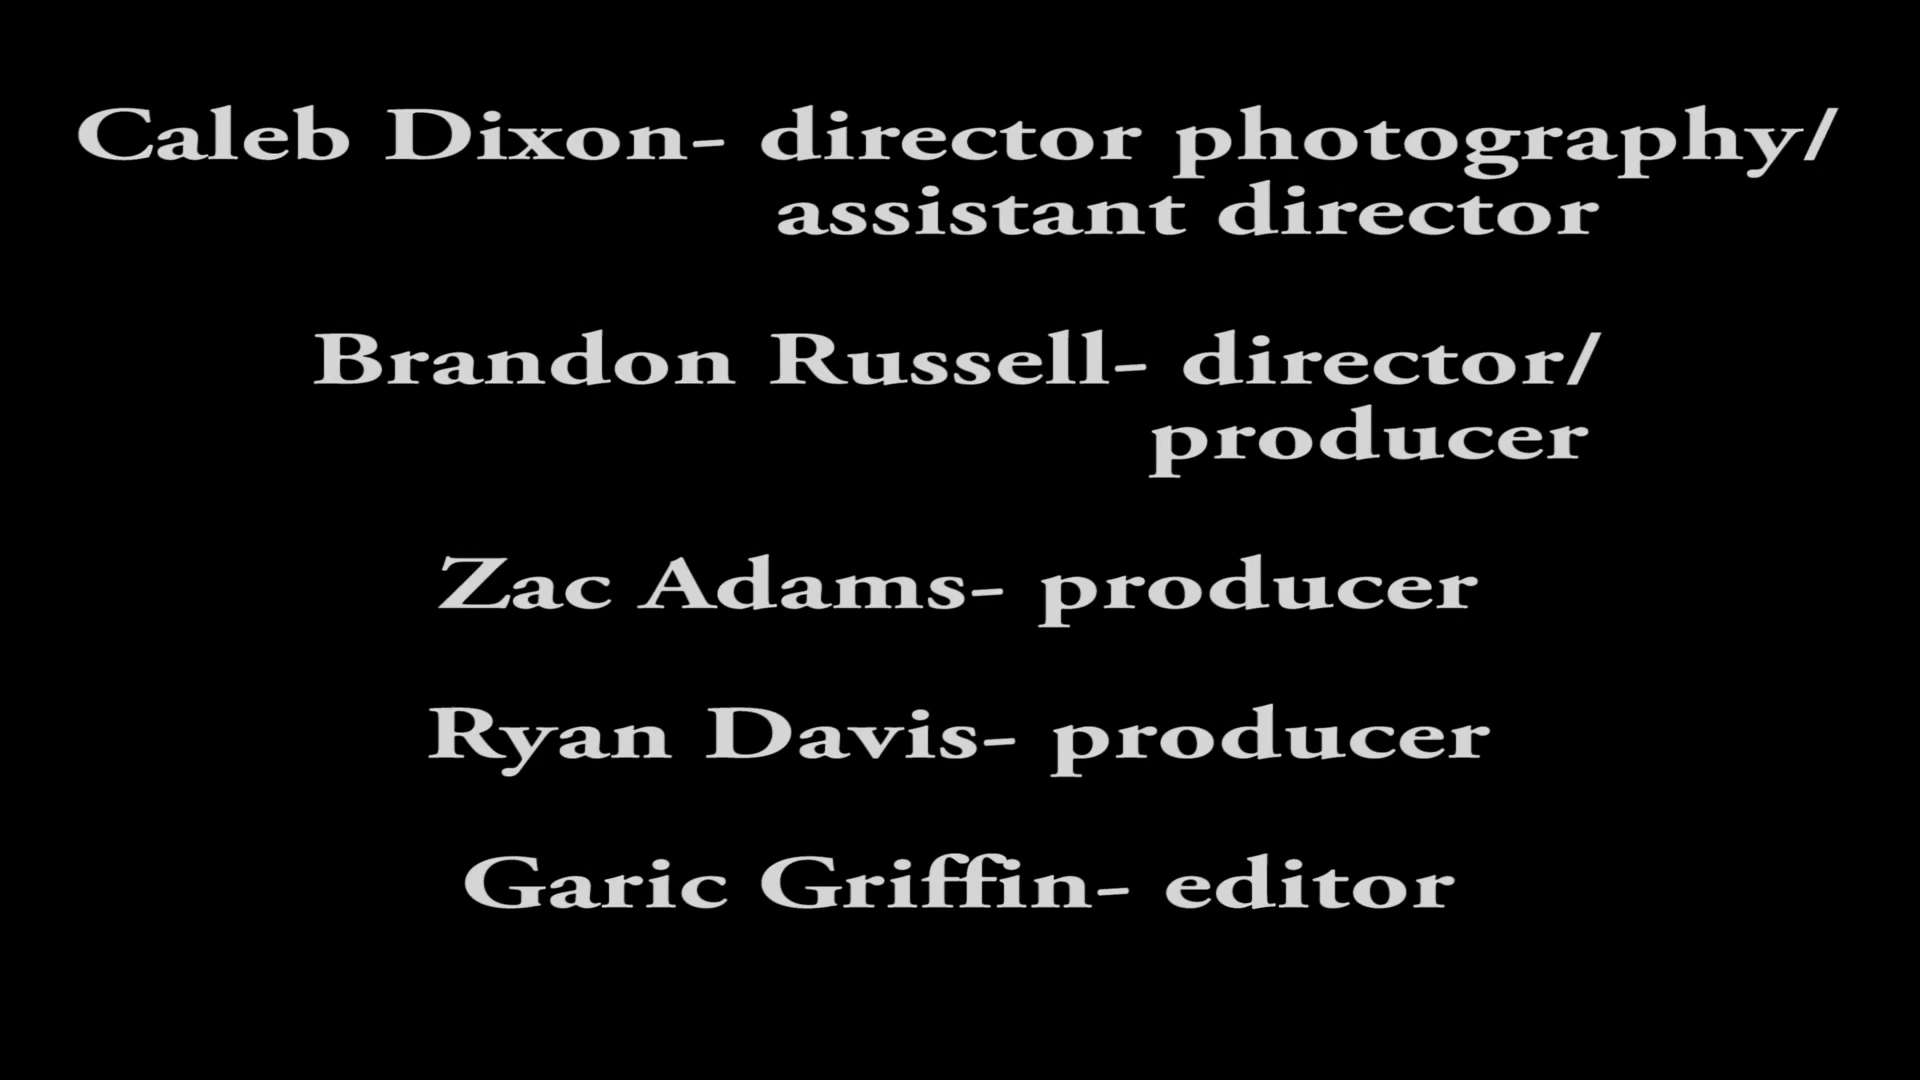 Caleb Dixon- director photography/
assistant director
Brandon Russell- director/
producer
Zac Adams- producer
Ryan Davis- producer
Garic Griffin- editor